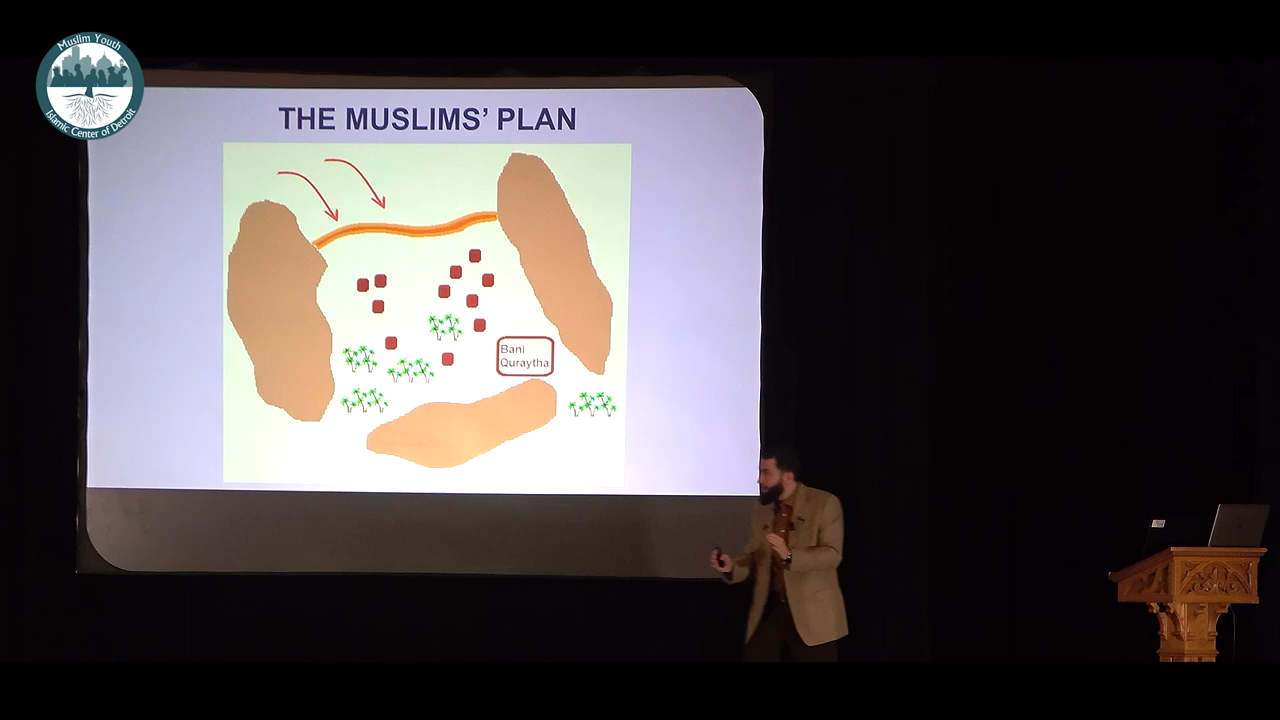 Muslim Youth
Islamic Center of Detroit
THE MUSLIMS' PLAN
Bani
Quraytha